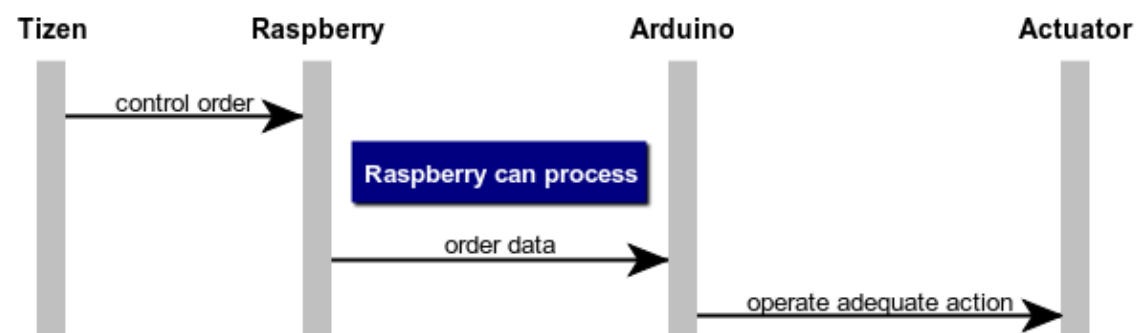 Tizen Raspberry Arduino Actuator
control order
Raspberry can process
order data
operate adequate action